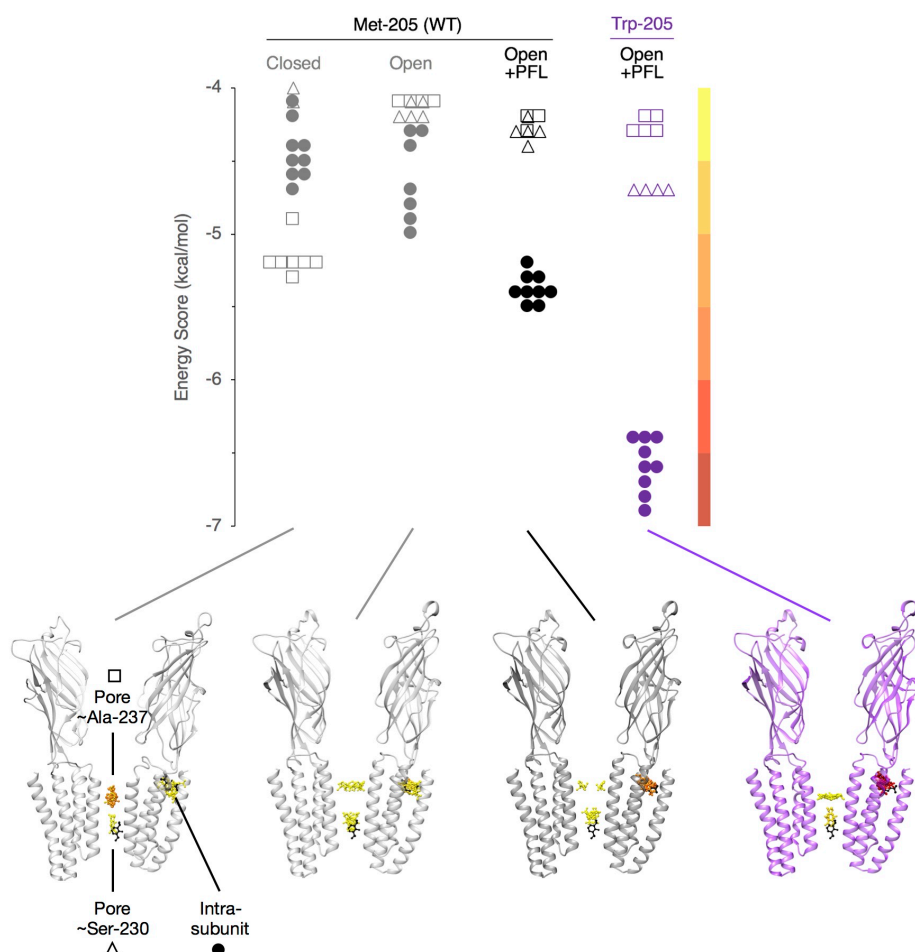 Met-205 (WT)
Trp-205
Closed
Open
Open
+PFL
Open
+PFL
-4
-5
-6
-7
Energy Score (kcal/mol)
Pore
~Ala-237
Pore
~Ser-230
Intra-
subunit